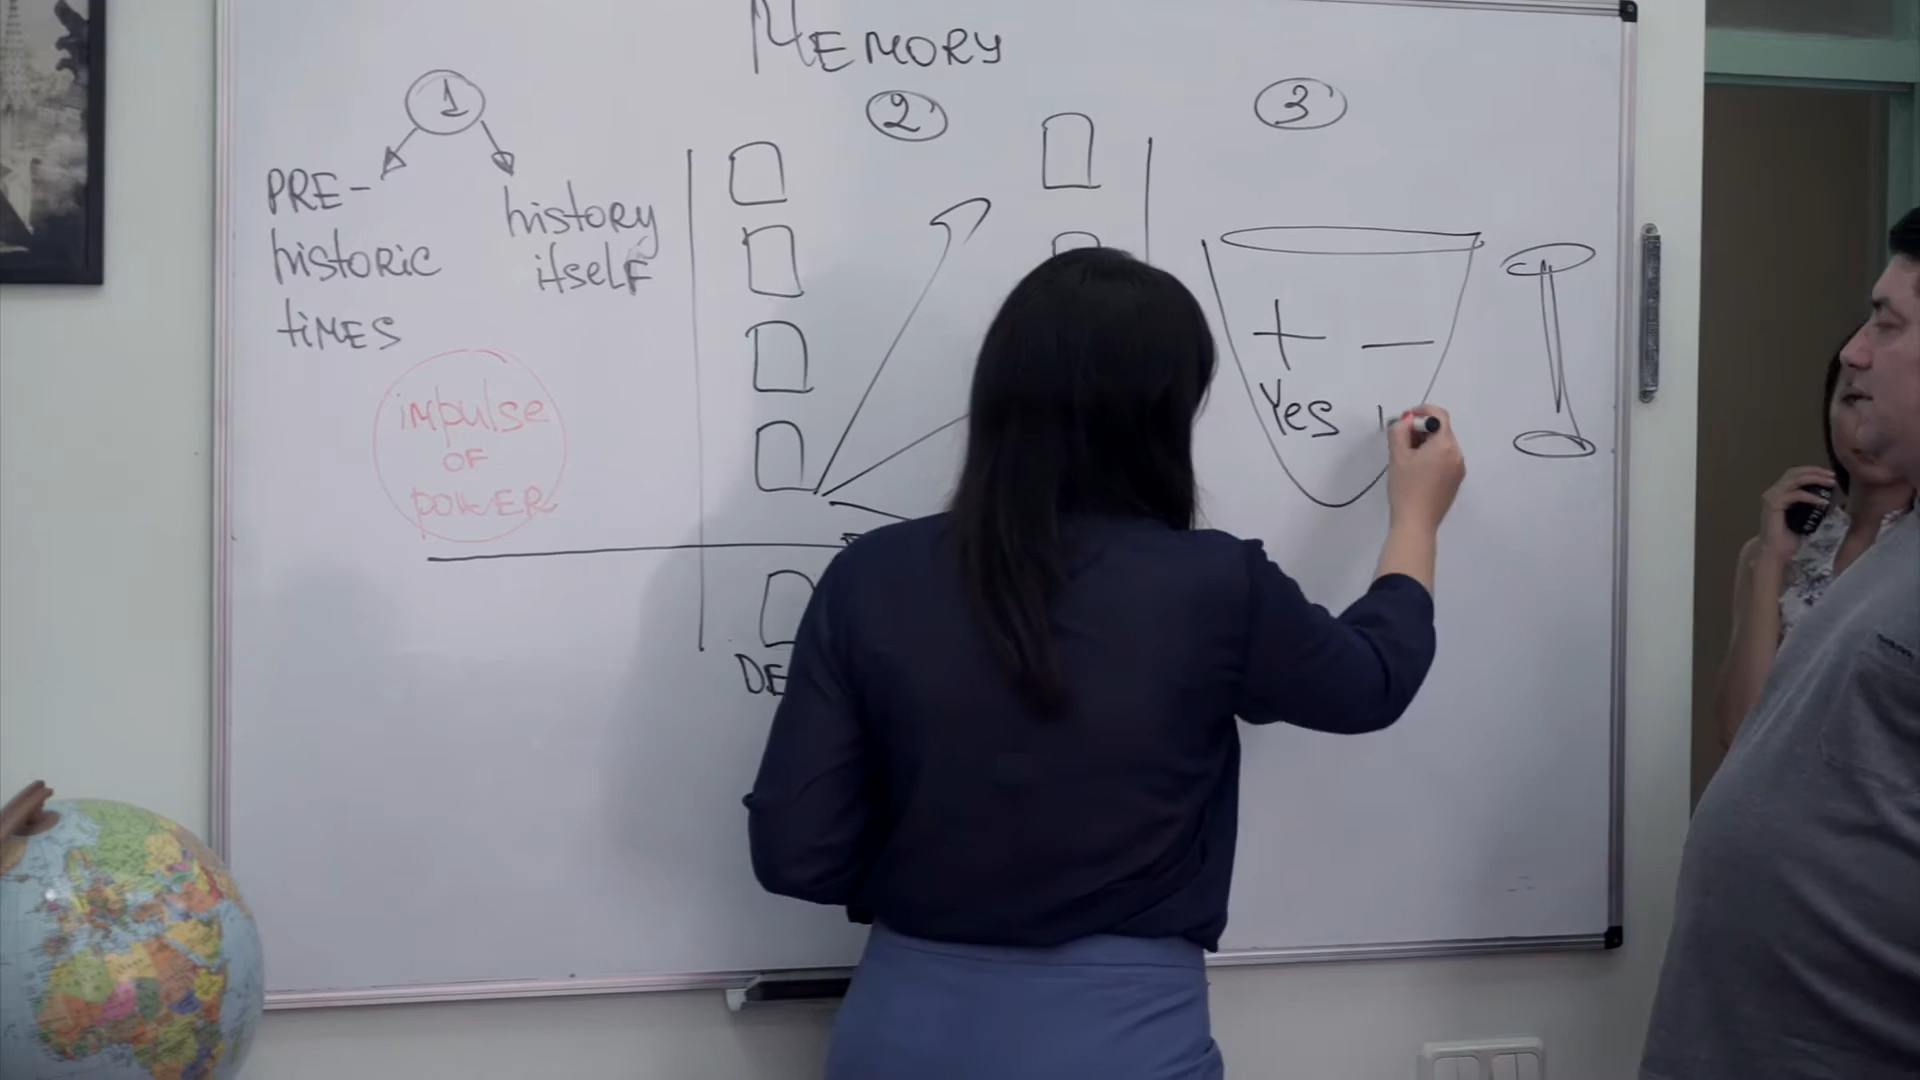 MEMORY
1
2
3
PRE-
historic
times
history
itself
impulse
of
power
+ -
Yes